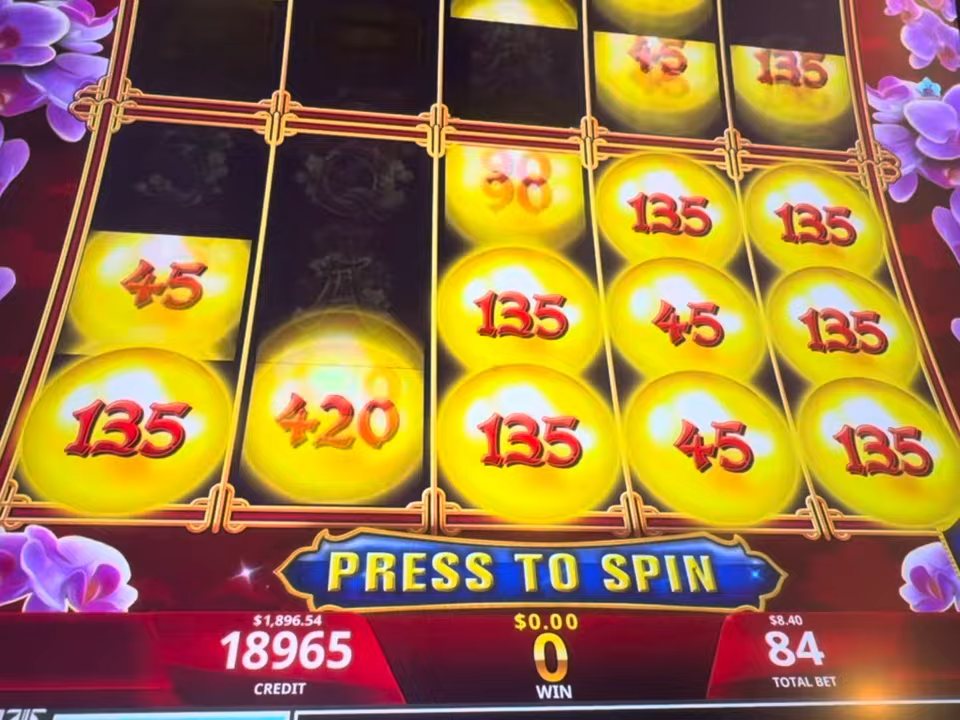 45 135
90 135 135
45 135 45 135
135 420 135 45 135
PRESS TO SPIN
$1,896.54 $0.00 $8.40
18965 0 84
CREDIT WIN TOTAL BET